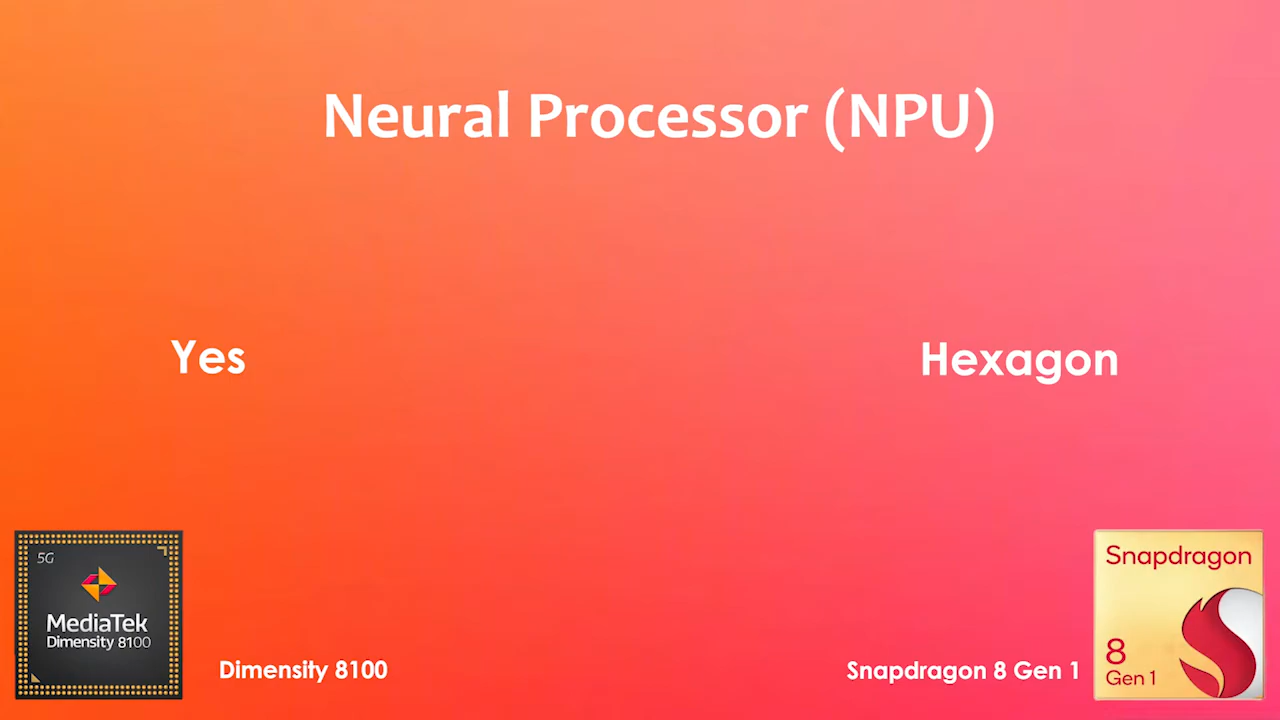 Neural Processor (NPU)
Yes
Hexagon
5G
MediaTek
Dimensity 8100
Dimensity 8100
Snapdragon 8 Gen 1
Snapdragon
8
Gen 1